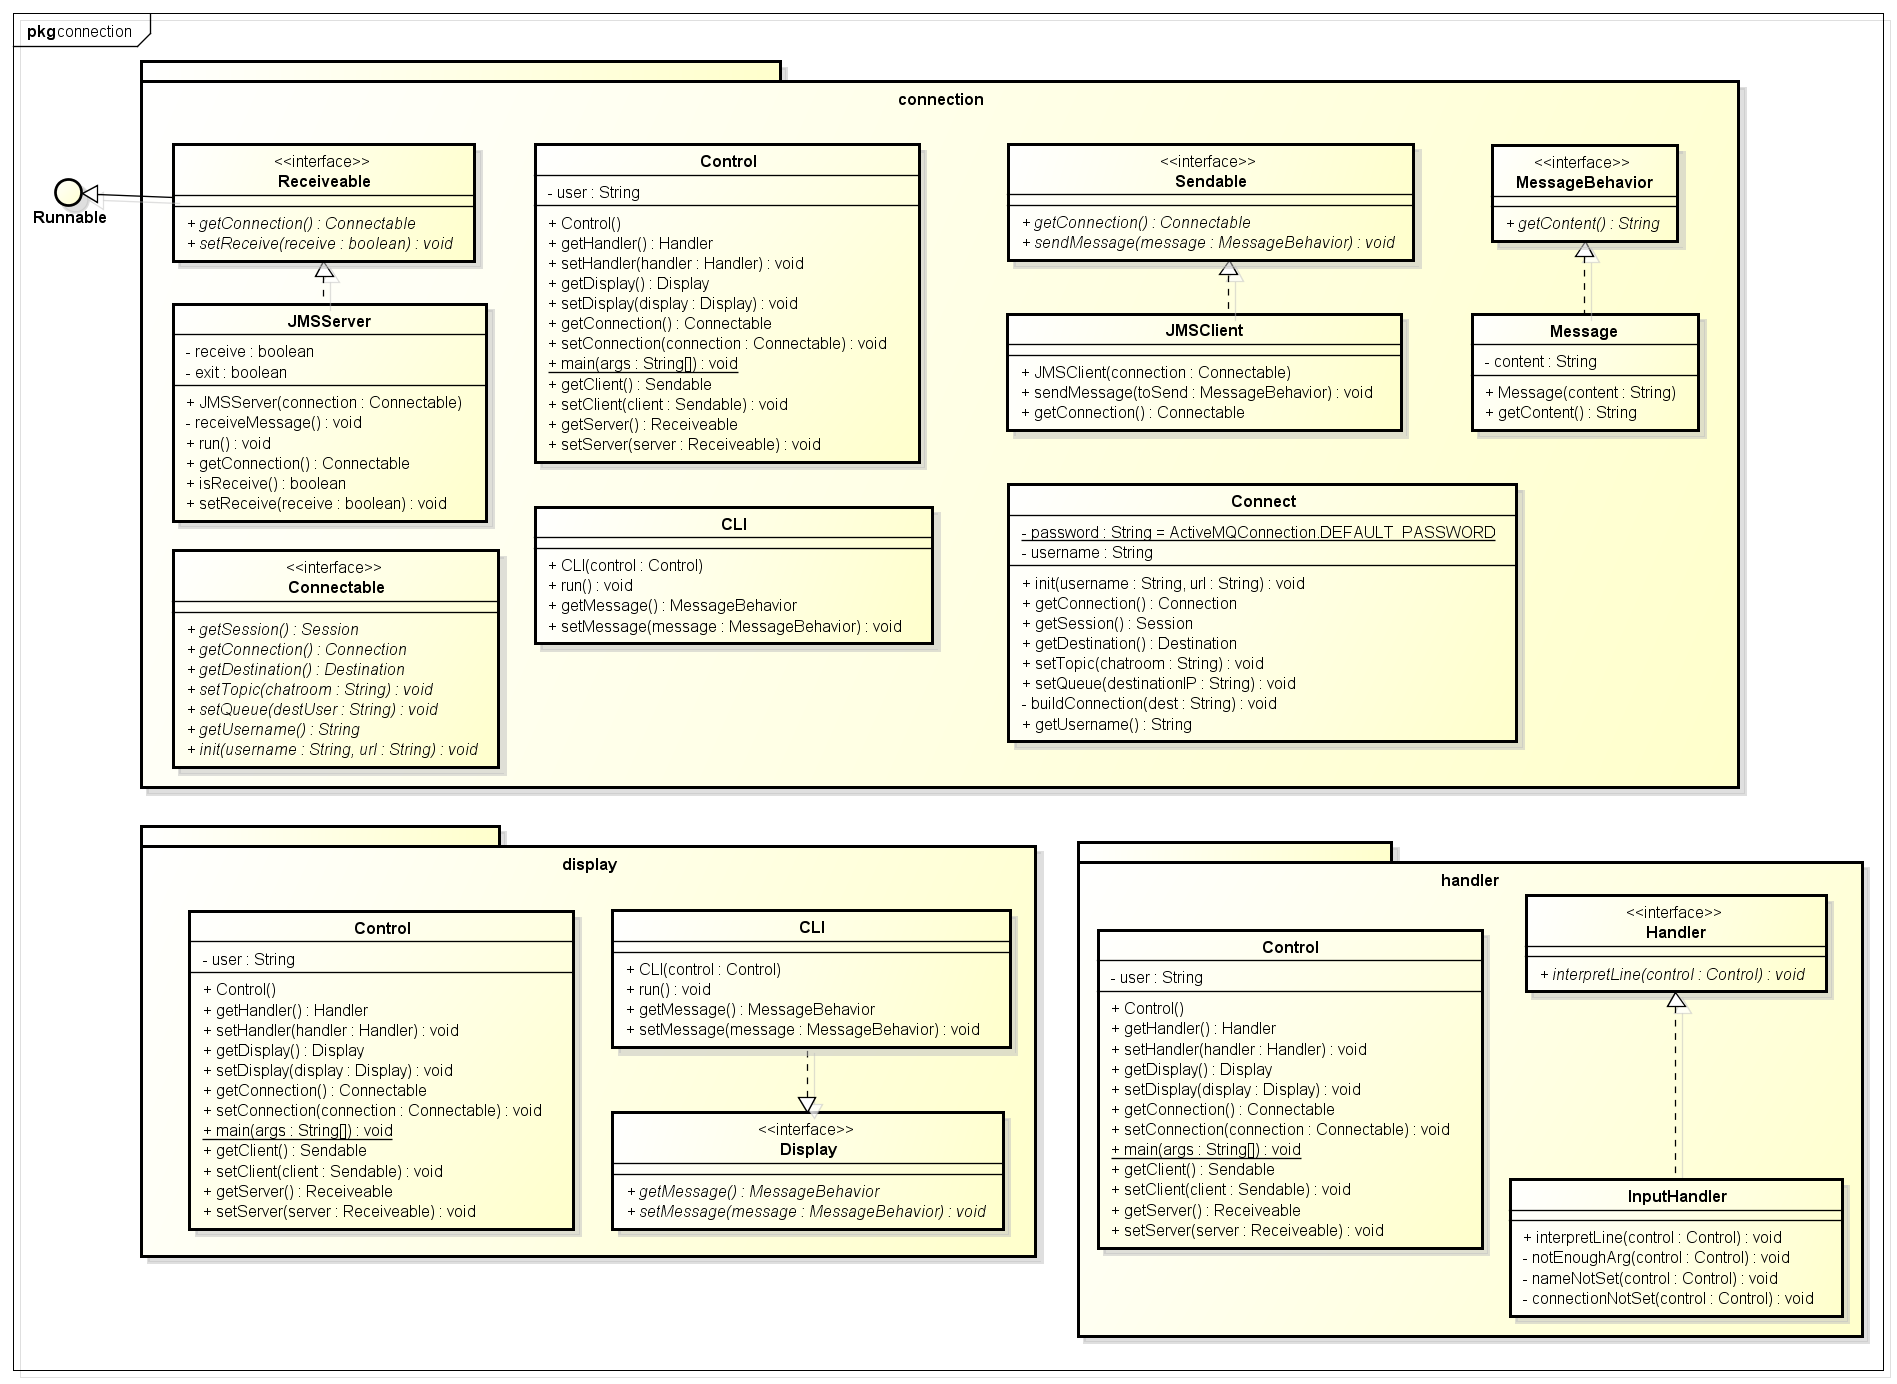 pkg connection
connection
<<interface>>
Receiveable
+ getConnection() : Connectable
+ setReceive(receive : boolean) : void
Runnable
JMSServer
- receive : boolean
- exit : boolean
+ JMSServer(connection : Connectable)
- receiveMessage() : void
+ run() : void
+ getConnection() : Connectable
+ isReceive() : boolean
+ setReceive(receive : boolean) : void
<<interface>>
Connectable
+ getSession() : Session
+ getConnection() : Connection
+ getDestination() : Destination
+ setTopic(chatroom : String) : void
+ setQueue(destUser : String) : void
+ getUsername() : String
+ init(username : String, url : String) : void
Control
- user : String
+ Control()
+ getHandler() : Handler
+ setHandler(handler : Handler) : void
+ getDisplay() : Display
+ setDisplay(display : Display) : void
+ getConnection() : Connectable
+ setConnection(connection : Connectable) : void
+ main(args : String[]) : void
+ getClient() : Sendable
+ setClient(client : Sendable) : void
+ getServer() : Receiveable
+ setServer(server : Receiveable) : void
CLI
+ CLI(control : Control)
+ run() : void
+ getMessage() : MessageBehavior
+ setMessage(message : MessageBehavior) : void
<<interface>>
Sendable
+ getConnection() : Connectable
+ sendMessage(message : MessageBehavior) : void
JMSClient
+ JMSClient(connection : Connectable)
+ sendMessage(toSend : MessageBehavior) : void
+ getConnection() : Connectable
<<interface>>
MessageBehavior
+ getContent() : String
Message
- content : String
+ Message(content : String)
+ getContent() : String
Connect
- password : String = ActiveMQConnection.DEFAULT_PASSWORD
- username : String
+ init(username : String, url : String) : void
+ getConnection() : Connection
+ getSession() : Session
+ getDestination() : Destination
+ setTopic(chatroom : String) : void
+ setQueue(destinationIP : String) : void
- buildConnection(dest : String) : void
+ getUsername() : String
display
Control
- user : String
+ Control()
+ getHandler() : Handler
+ setHandler(handler : Handler) : void
+ getDisplay() : Display
+ setDisplay(display : Display) : void
+ getConnection() : Connectable
+ setConnection(connection : Connectable) : void
+ main(args : String[]) : void
+ getClient() : Sendable
+ setClient(client : Sendable) : void
+ getServer() : Receiveable
+ setServer(server : Receiveable) : void
CLI
+ CLI(control : Control)
+ run() : void
+ getMessage() : MessageBehavior
+ setMessage(message : MessageBehavior) : void
<<interface>>
Display
+ getMessage() : MessageBehavior
+ setMessage(message : MessageBehavior) : void
handler
Control
- user : String
+ Control()
+ getHandler() : Handler
+ setHandler(handler : Handler) : void
+ getDisplay() : Display
+ setDisplay(display : Display) : void
+ getConnection() : Connectable
+ setConnection(connection : Connectable) : void
+ main(args : String[]) : void
+ getClient() : Sendable
+ setClient(client : Sendable) : void
+ getServer() : Receiveable
+ setServer(server : Receiveable) : void
<<interface>>
Handler
+ interpretLine(control : Control) : void
InputHandler
+ interpretLine(control : Control) : void
- notEnoughArg(control : Control) : void
- nameNotSet(control : Control) : void
- connectionNotSet(control : Control) : void